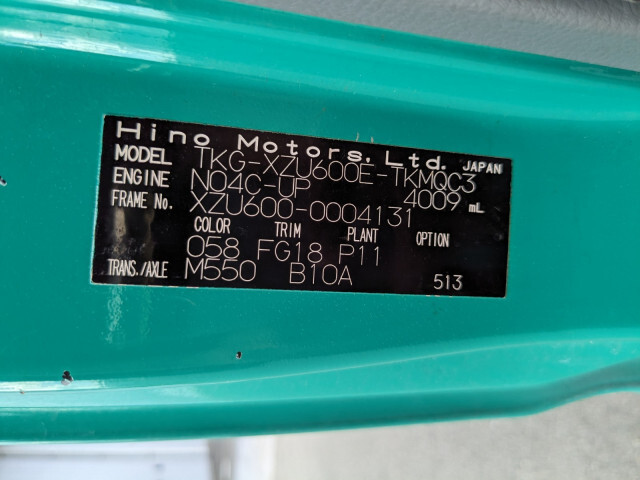 Hino Motors, Ltd. JAPAN
MODEL TKG-XZU600E-TKMQC3
ENGINE N04C-UP 4009 mL
FRAME No. XZU600-0004131
COLOR TRIM PLANT OPTION
058 FG18 P11
TRANS./AXLE M550 B10A 513